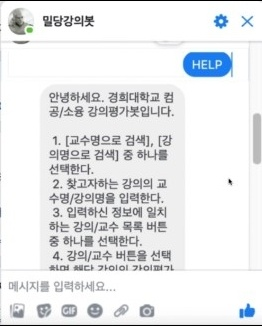 밀당강의봇
HELP
안녕하세요. 경희대학교 컴
공/소융 강의평가봇입니다.
1. [교수명으로 검색], [강
의명으로 검색] 중 하나를
선택한다.
2. 찾고자하는 강의의 교
수명/강의명을 입력한다.
3. 입력하신 정보에 일치
하는 강의/교수 목록 버튼
중 하나를 선택한다.
4. 강의/교수 버튼을 선택
하면 해당 강의의 강의평가
메시지를 입력하세요...
GIF